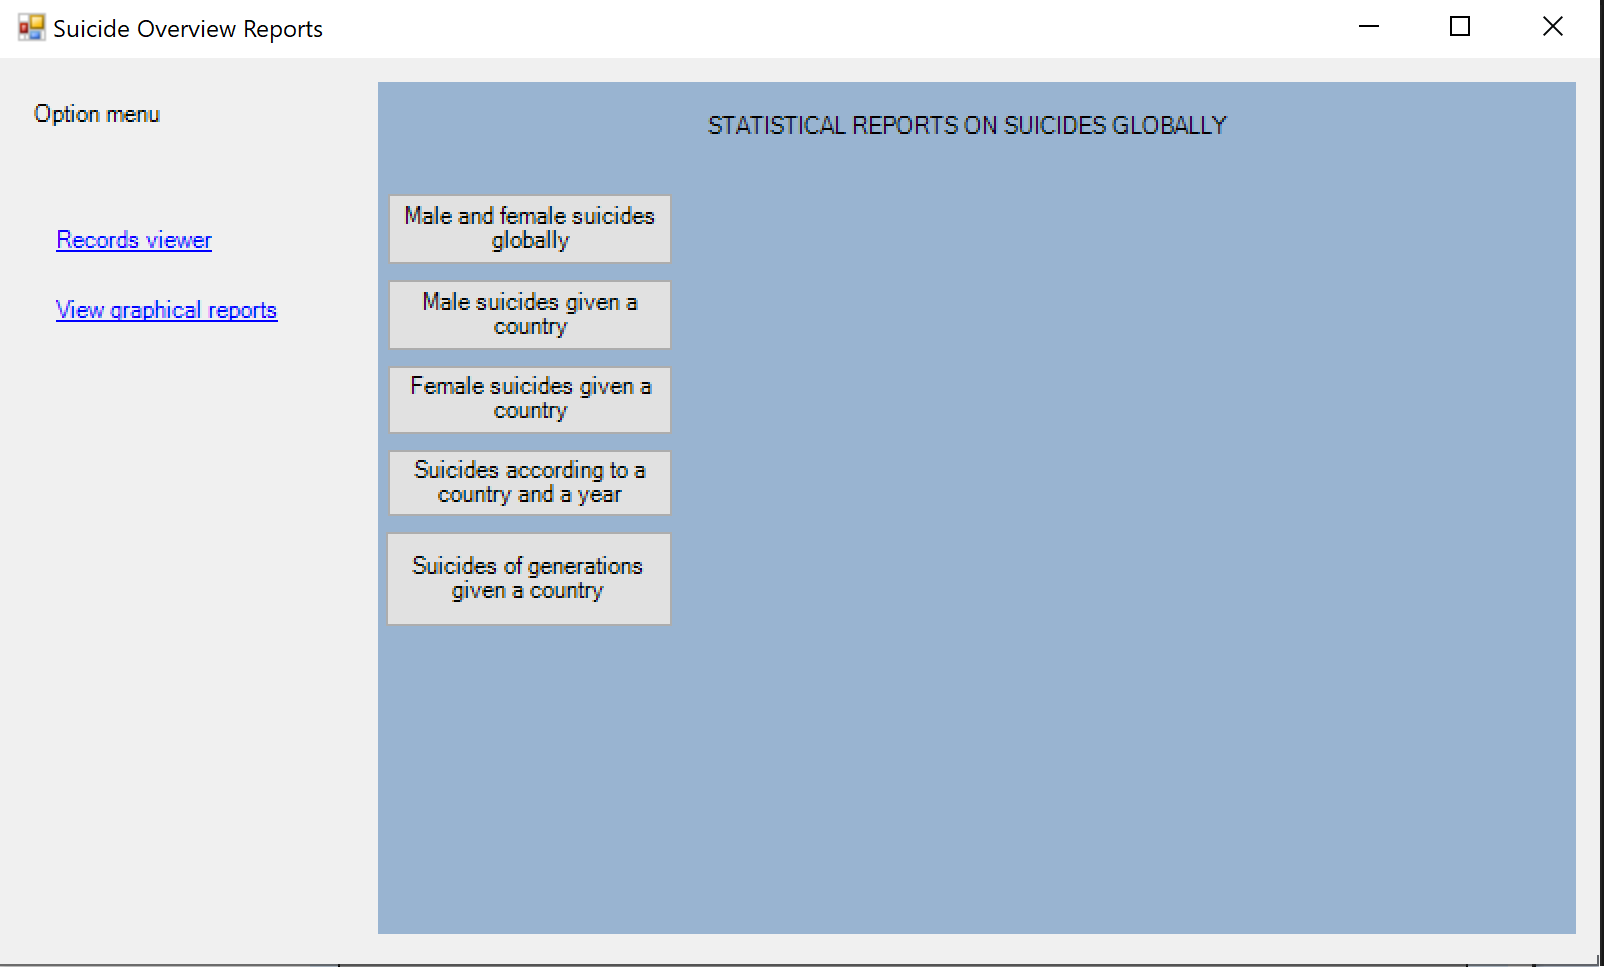 Suicide Overview Reports
Option menu
Records viewer
View graphical reports
STATISTICAL REPORTS ON SUICIDES GLOBALLY
Male and female suicides
globally
Male suicides given a
country
Female suicides given a
country
Suicides according to a
country and a year
Suicides of generations
given a country